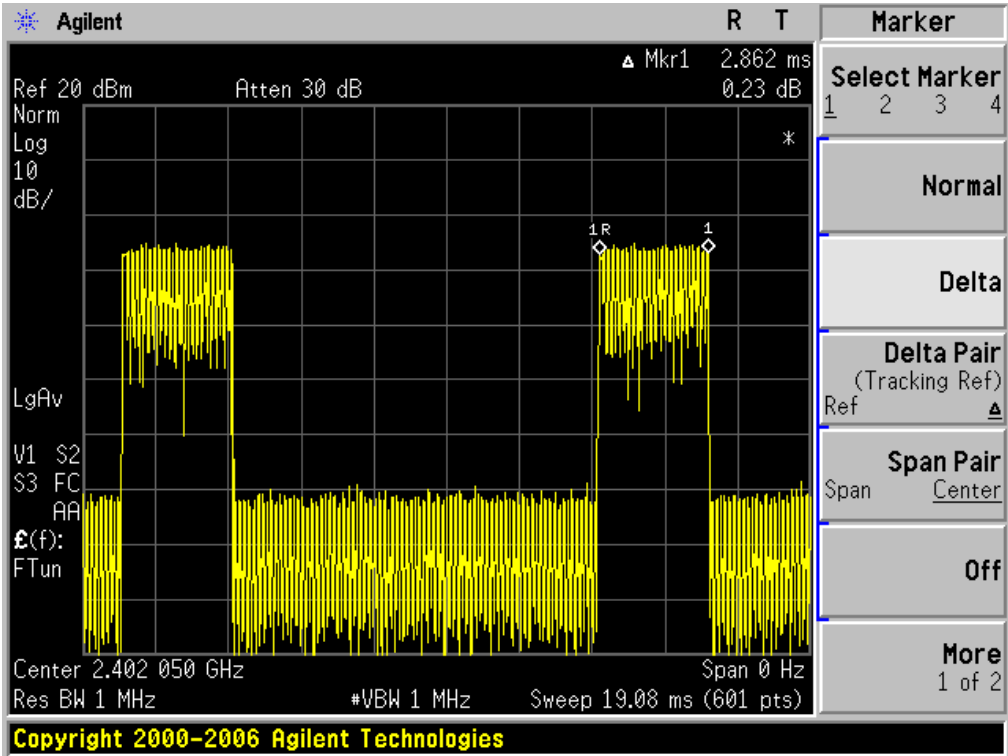 Agilent R T Marker
Δ Mkr1 2.862 ms
Ref 20 dBm Atten 30 dB 0.23 dB
Norm
Log
10
dB/
*
1R 1
LgAv
V1 S2
S3 FC
AA
£(f):
FTun
Center 2.402 050 GHz Span 0 Hz
Res BW 1 MHz #VBW 1 MHz Sweep 19.08 ms (601 pts)
Select Marker
1 2 3 4
Normal
Delta
Delta Pair
(Tracking Ref)
Ref Δ
Span Pair
Span Center
Off
More
1 of 2
Copyright 2000-2006 Agilent Technologies